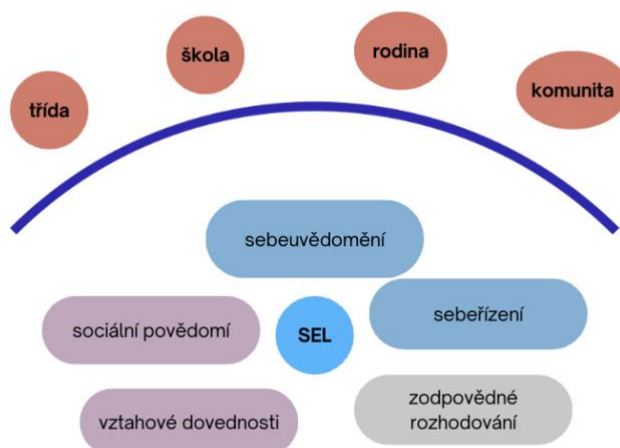 třída
škola
rodina
komunita
sebeuvědomění
sociální povědomí
SEL
sebeřízení
vztahové dovednosti
zodpovědné
rozhodování